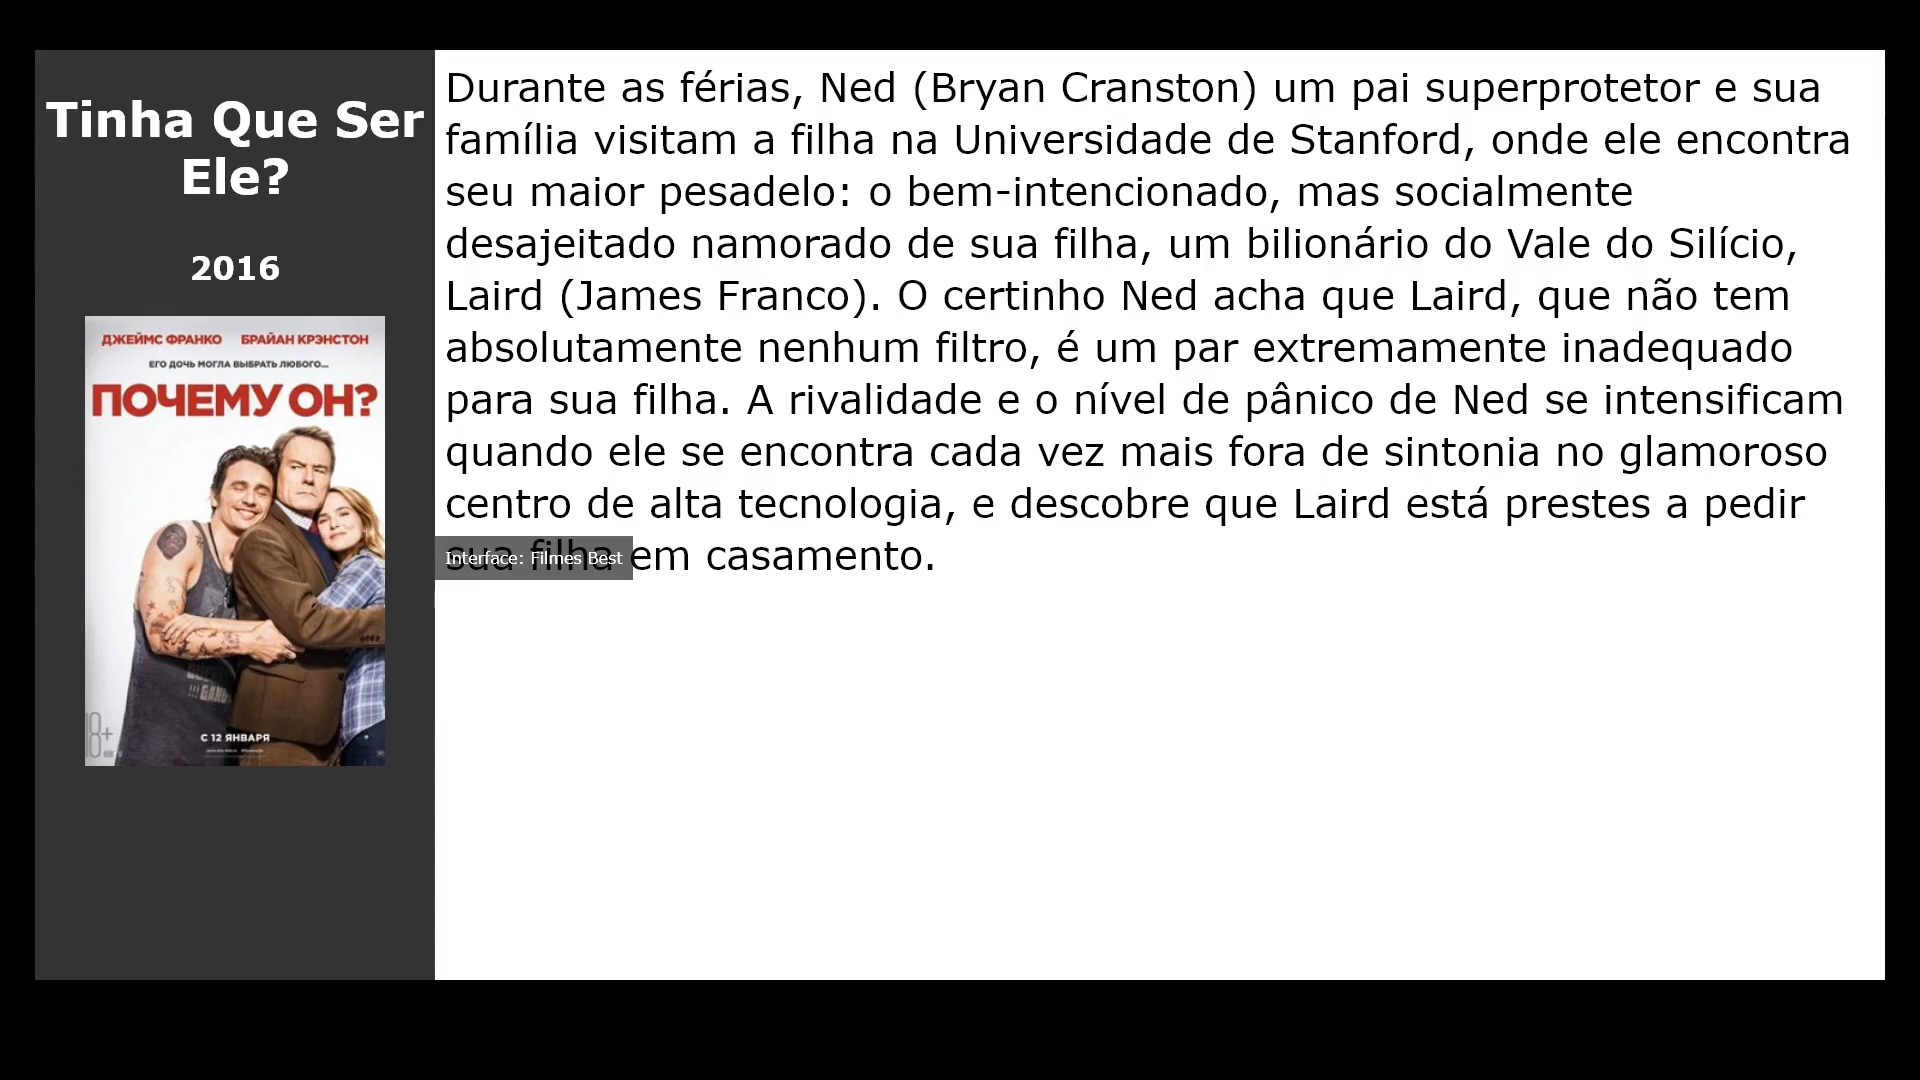 Tinha Que Ser
Ele?
2016
ДЖЕЙМС ФРАНКО БРАЙАН КРЭНСТОН
ЕГО ДОЧЬ МОГЛА ВЫБРАТЬ ЛЮБОГО...
ПОЧЕМУ ОН?
18+
С 12 ЯНВАРЯ
Durante as férias, Ned (Bryan Cranston) um pai superprotetor e sua
família visitam a filha na Universidade de Stanford, onde ele encontra
seu maior pesadelo: o bem-intencionado, mas socialmente
desajeitado namorado de sua filha, um bilionário do Vale do Silício,
Laird (James Franco). O certinho Ned acha que Laird, que não tem
absolutamente nenhum filtro, é um par extremamente inadequado
para sua filha. A rivalidade e o nível de pânico de Ned se intensificam
quando ele se encontra cada vez mais fora de sintonia no glamoroso
centro de alta tecnologia, e descobre que Laird está prestes a pedir
sua filha em casamento.
Interface: Filmes Best